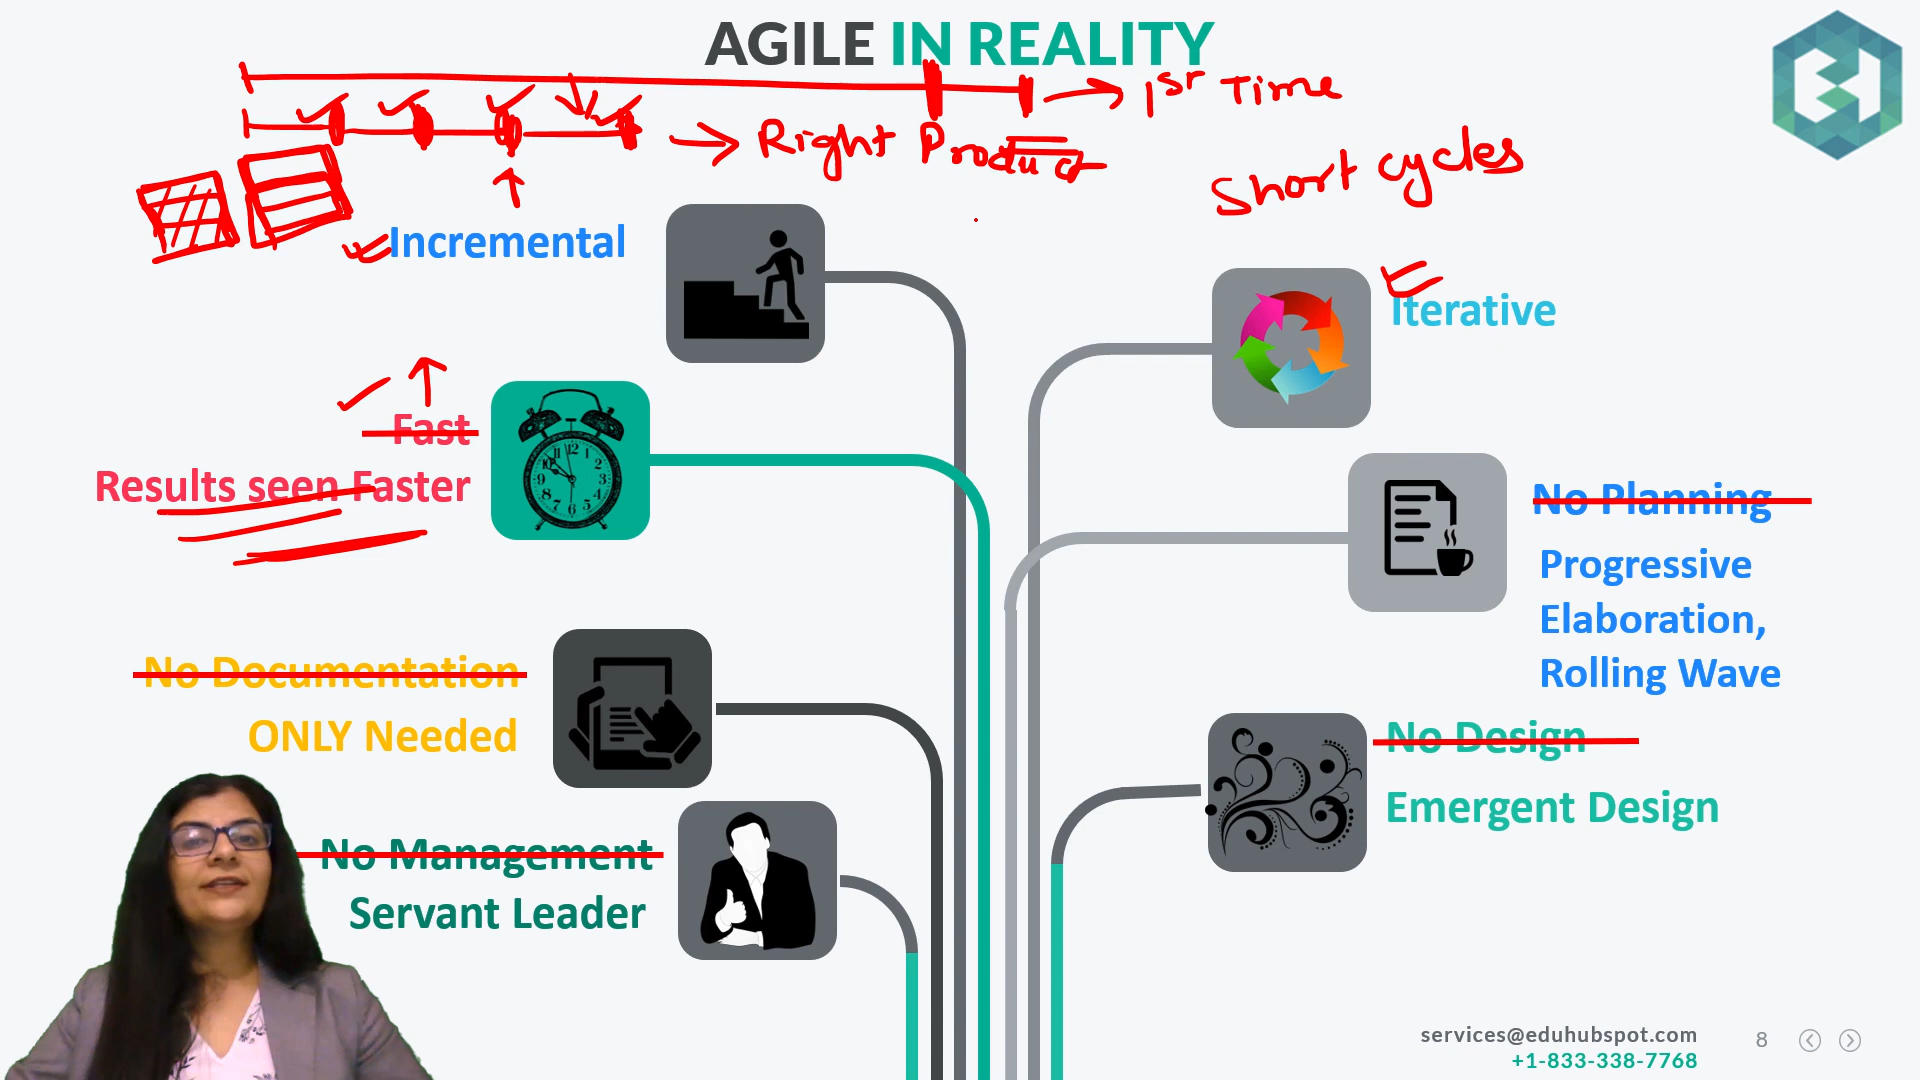 AGILE IN REALITY
1st Time
Right Product
Short cycles
Incremental
Iterative
Fast
Results seen Faster
No Planning
Progressive
Elaboration,
Rolling Wave
No Documentation
ONLY Needed
No Design
Emergent Design
No Management
Servant Leader
services@eduhubspot.com
+1-833-338-7768
8